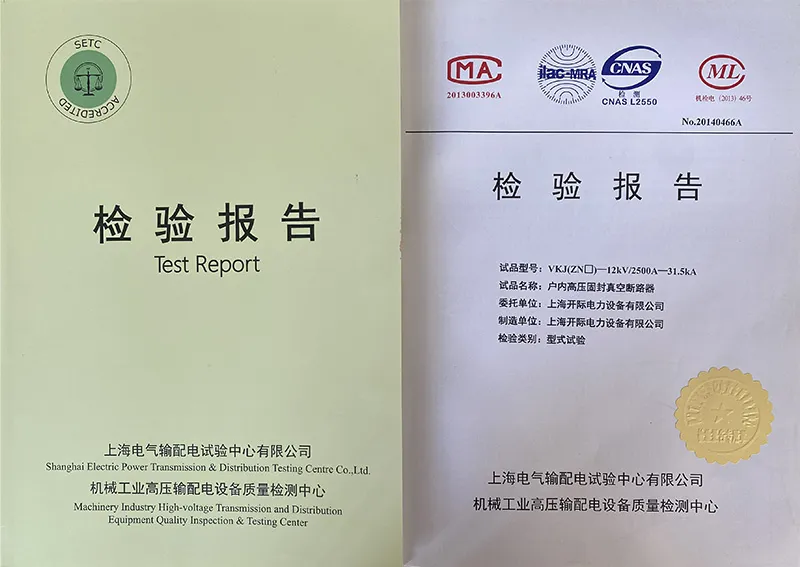 SETC
ACCREDITED
检验报告
Test Report
上海电气输配电试验中心有限公司
Shanghai Electric Power Transmission & Distribution Testing Centre Co.,Ltd.
机械工业高压输配电设备质量检测中心
Machinery Industry High-voltage Transmission and Distribution
Equipment Quality Inspection & Testing Center
MA
2013003396A
ilac-MRA
CNAS
检 测
CNAS L2550
ML
机检电（2013）46号
No.20140466A
检 验 报 告
试品型号：VKJ(ZN□)—12kV/2500A—31.5kA
试品名称：户内高压固封真空断路器
委托单位：上海开际电力设备有限公司
制造单位：上海开际电力设备有限公司
检验类别：型式试验
上海电气输配电试验中心有限公司
机械工业高压输配电设备质量检测中心